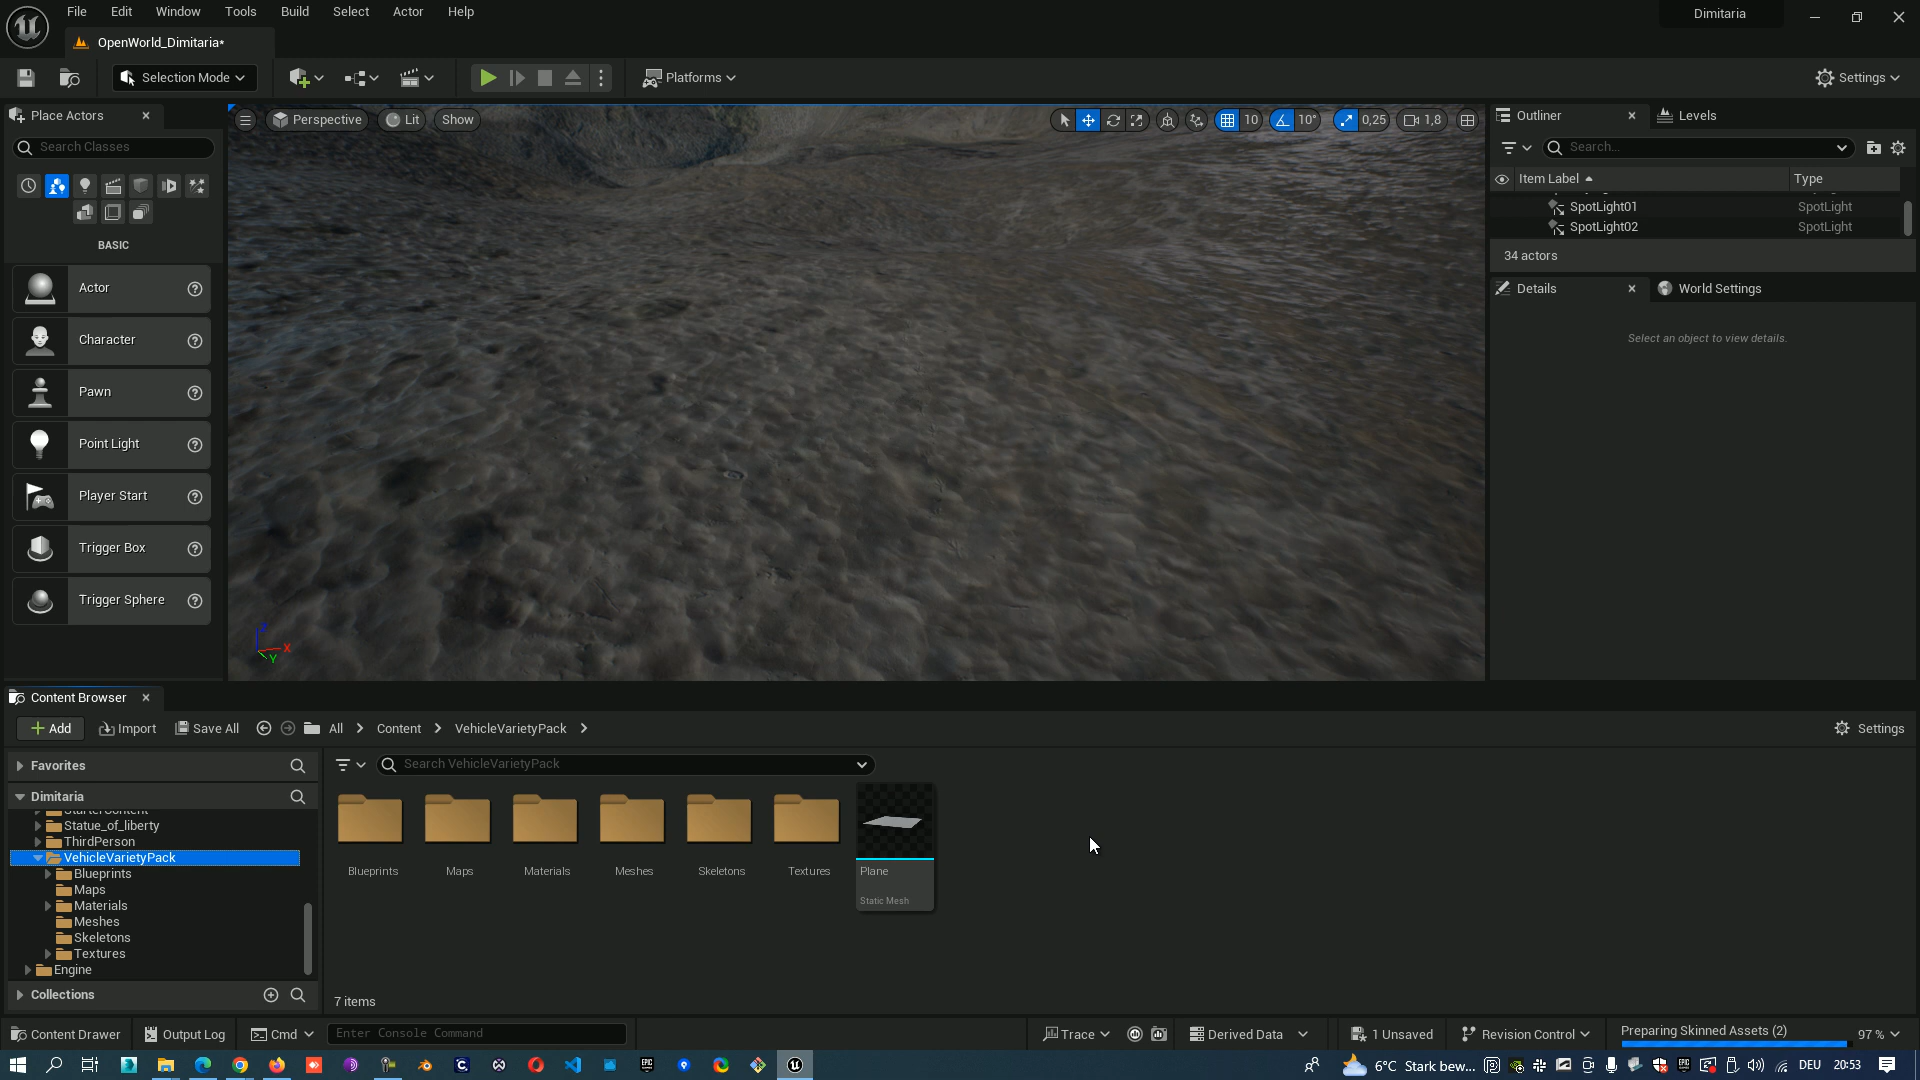 File Edit Window Tools Build Select Actor Help
Dimitaria
OpenWorld_Dimitaria*
Selection Mode
Platforms
Settings
Place Actors
Search Classes
BASIC
Actor
Character
Pawn
Point Light
Player Start
Trigger Box
Trigger Sphere
Perspective
Lit
Show
10
10°
0,25
1,8
Z
X
Y
Outliner
Levels
Search...
Item Label
Type
SpotLight01 SpotLight
SpotLight02 SpotLight
34 actors
Details
World Settings
Select an object to view details.
Content Browser
Add
Import
Save All
All
Content
VehicleVarietyPack
Settings
Favorites
Dimitaria
StarterContent
Statue_of_liberty
ThirdPerson
VehicleVarietyPack
Blueprints
Maps
Materials
Meshes
Skeletons
Textures
Engine
Collections
Search VehicleVarietyPack
Blueprints
Maps
Materials
Meshes
Skeletons
Textures
Plane
Static Mesh
7 items
Content Drawer
Output Log
Cmd
Enter Console Command
Trace
Derived Data
1 Unsaved
Revision Control
Preparing Skinned Assets (2)
97 %
6°C Stark bew...
DEU
20:53